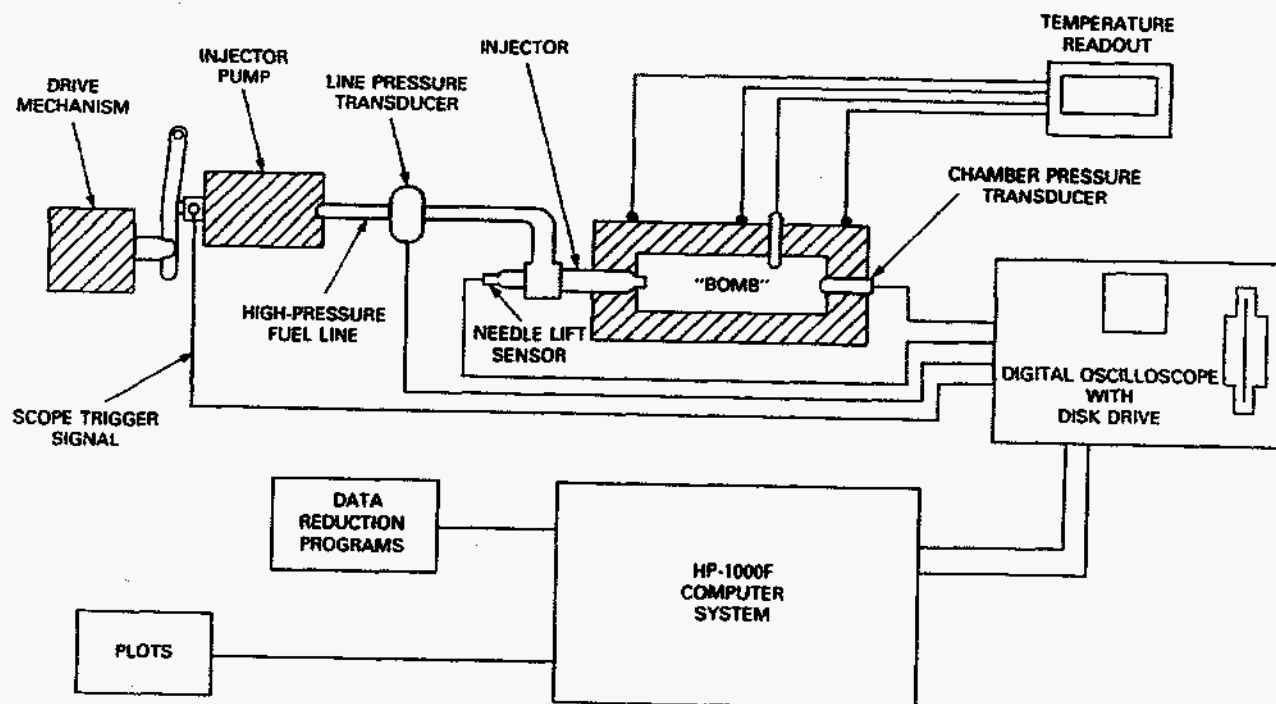 TEMPERATURE
READOUT
INJECTOR
INJECTOR
PUMP
LINE PRESSURE
TRANSDUCER
DRIVE
MECHANISM
CHAMBER PRESSURE
TRANSDUCER
"BOMB"
HIGH-PRESSURE
FUEL LINE
NEEDLE LIFT
SENSOR
DIGITAL OSCILLOSCOPE
WITH
DISK DRIVE
SCOPE TRIGGER
SIGNAL
DATA
REDUCTION
PROGRAMS
HP-1000F
COMPUTER
SYSTEM
PLOTS